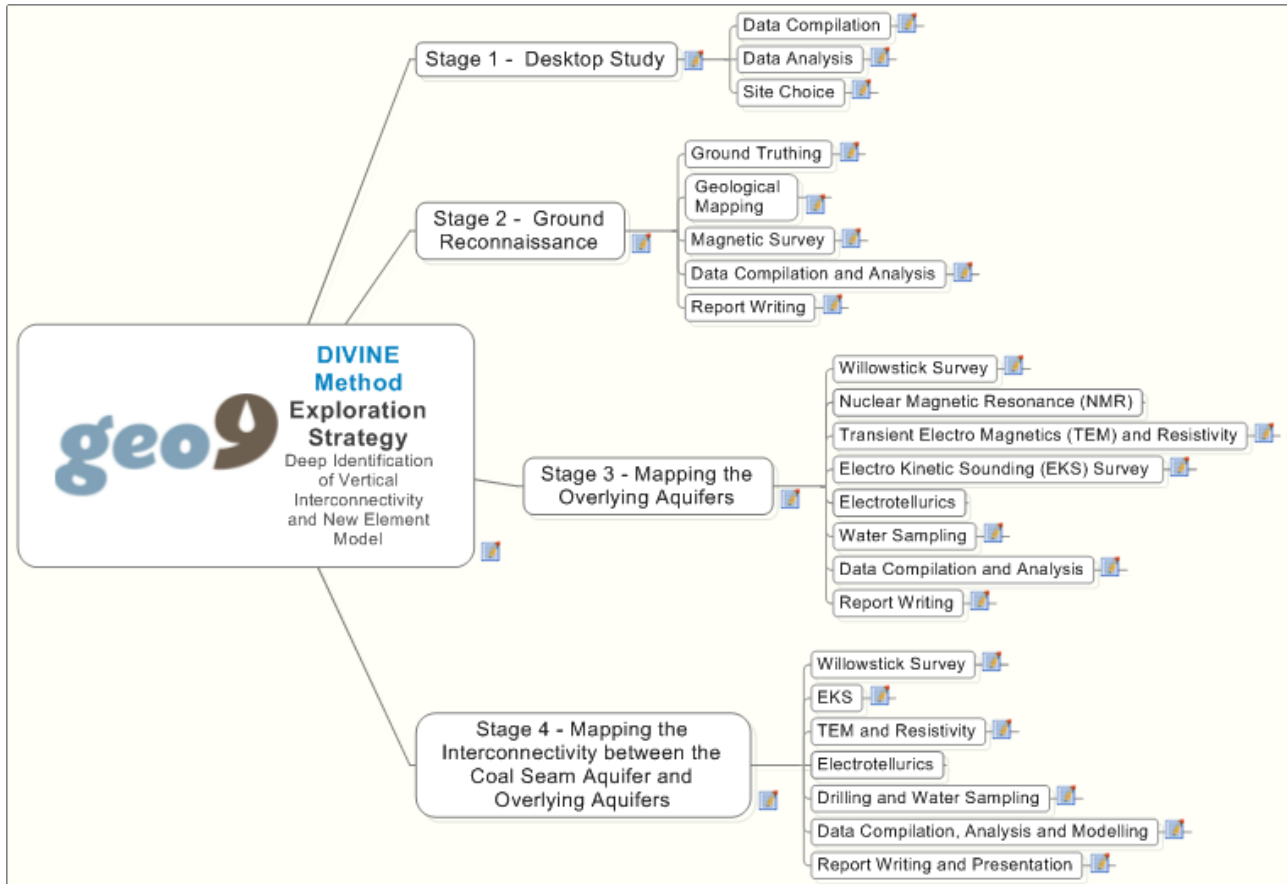 geo9
DIVINE
Method
Exploration
Strategy
Deep Identification
of Vertical
Interconnectivity
and New Element
Model
Stage 1 - Desktop Study
Data Compilation
Data Analysis
Site Choice
Stage 2 - Ground
Reconnaissance
Ground Truthing
Geological
Mapping
Magnetic Survey
Data Compilation and Analysis
Report Writing
Stage 3 - Mapping the
Overlying Aquifers
Willowstick Survey
Nuclear Magnetic Resonance (NMR)
Transient Electro Magnetics (TEM) and Resistivity
Electro Kinetic Sounding (EKS) Survey
Electrotellurics
Water Sampling
Data Compilation and Analysis
Report Writing
Stage 4 - Mapping the
Interconnectivity between the
Coal Seam Aquifer and
Overlying Aquifers
Willowstick Survey
EKS
TEM and Resistivity
Electrotellurics
Drilling and Water Sampling
Data Compilation, Analysis and Modelling
Report Writing and Presentation